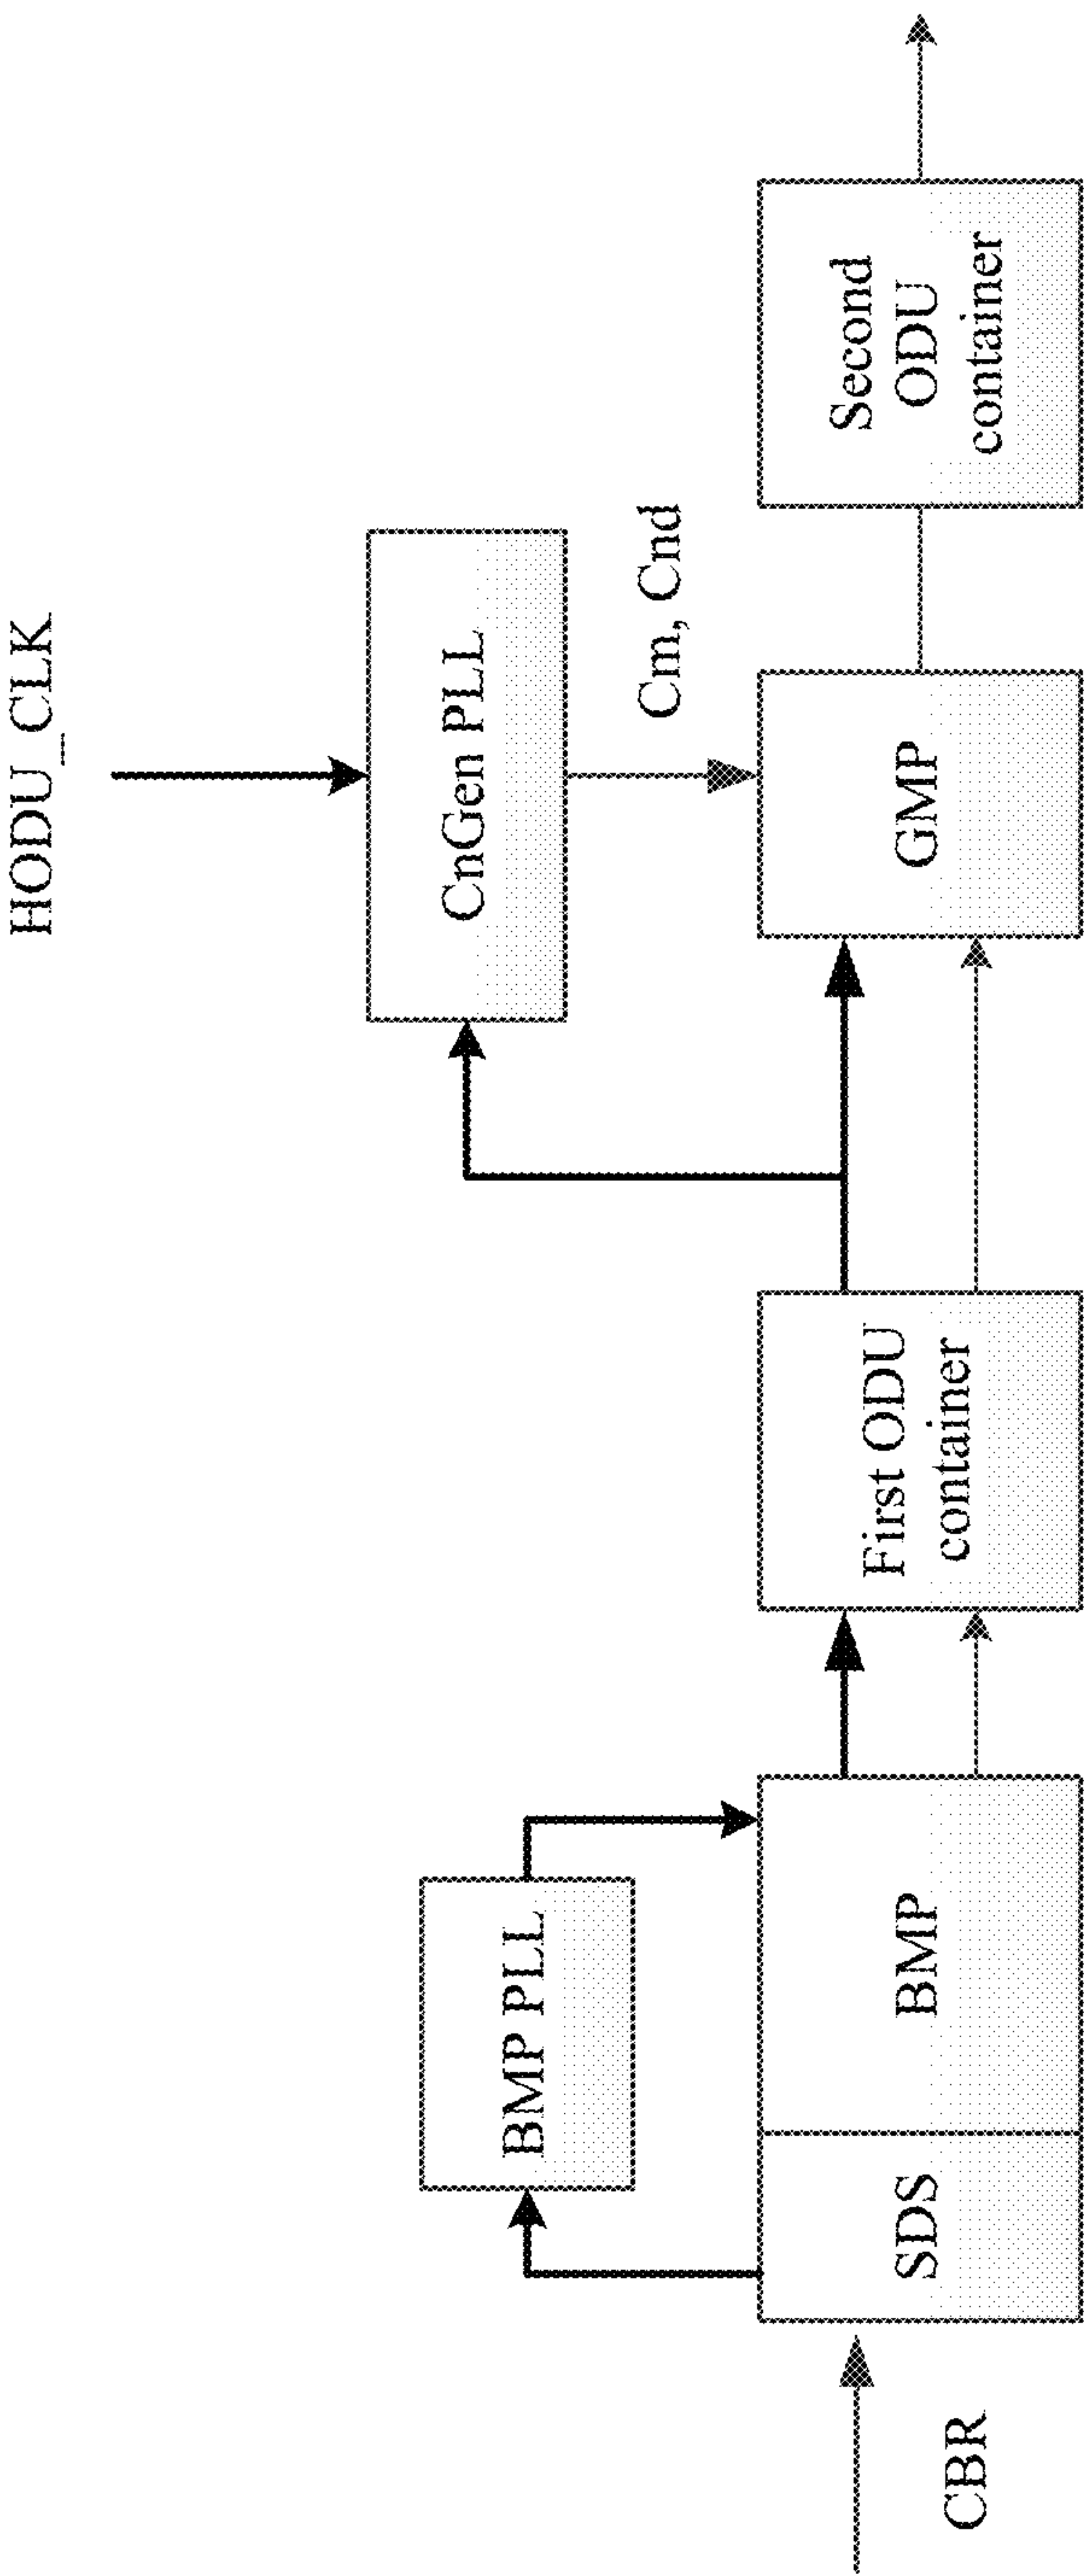 HODU_CLK
CnGen PLL
BMP PLL
Cm, Cnd
CBR
SDS
BMP
First ODU
container
GMP
Second
ODU
container